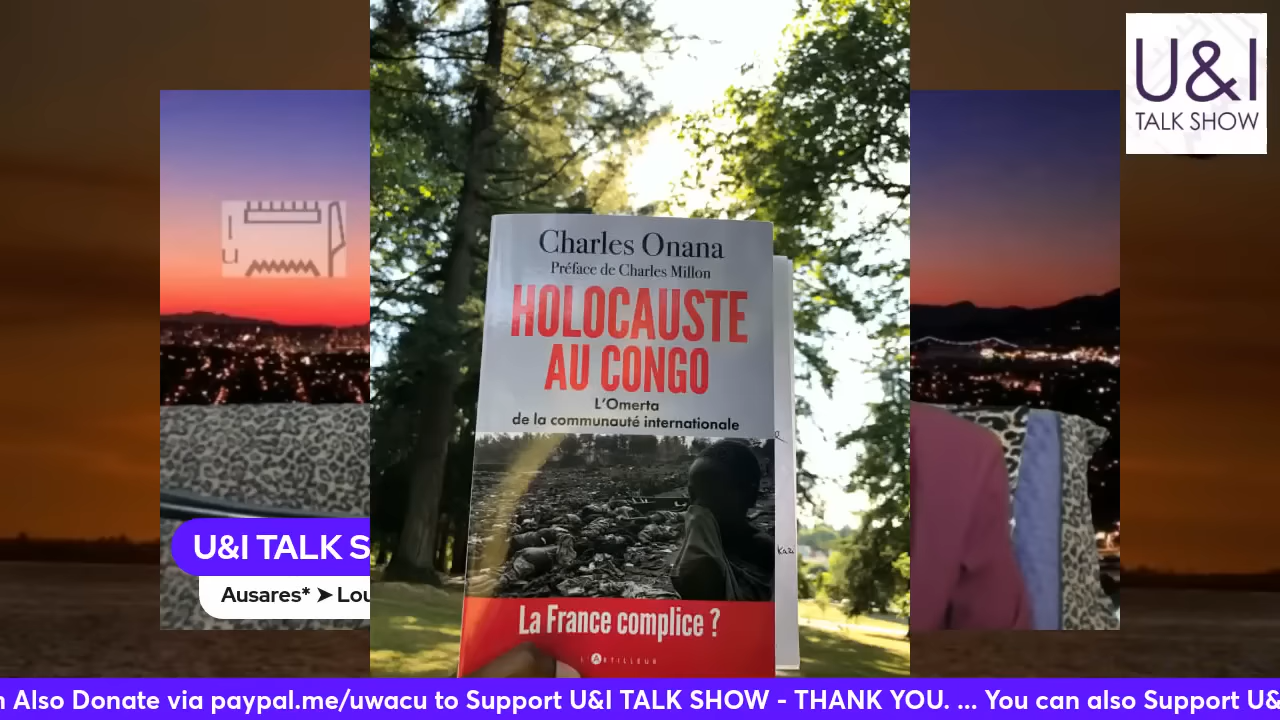 U&I
TALK SHOW
Charles Onana
Préface de Charles Millon
HOLOCAUSTE
AU CONGO
L'Omerta
de la communauté internationale
La France complice ?
L'ARTILLEUR
U&I TALK S
Ausares* ➤ Lou
Also Donate via paypal.me/uwacu to Support U&I TALK SHOW - THANK YOU. ... You can also Support U&